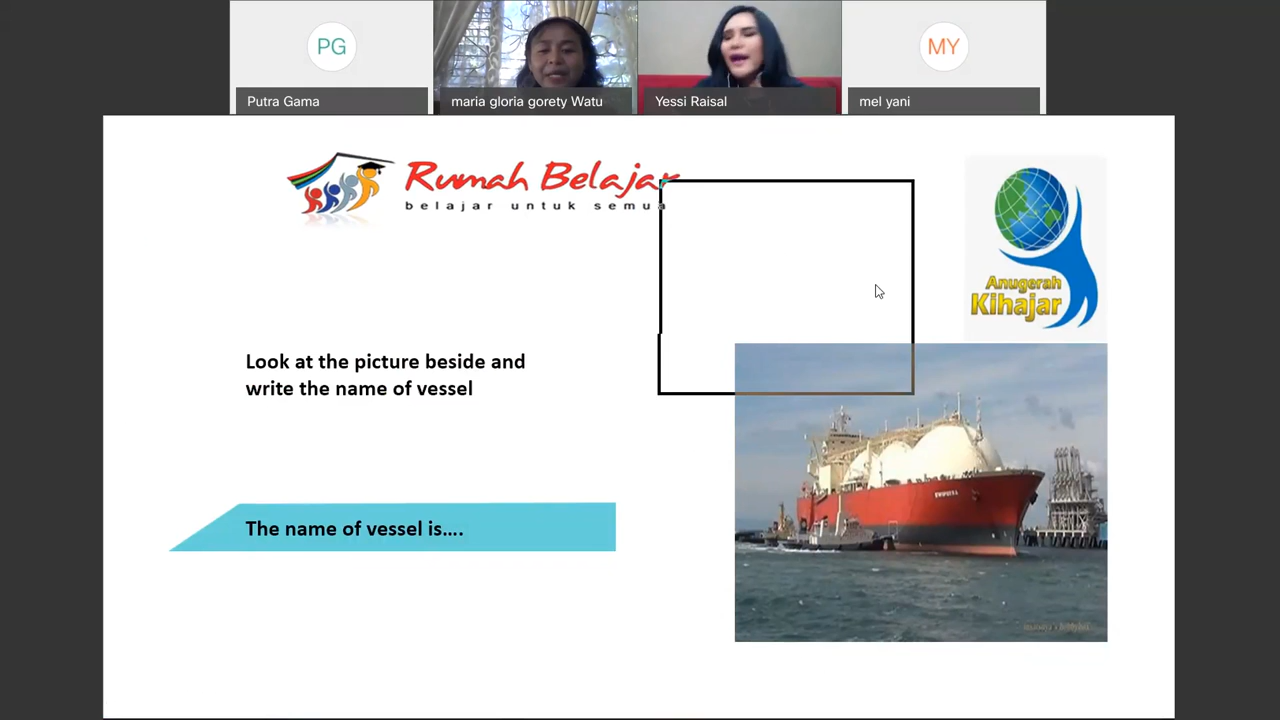 PG
MY
Putra Gama
maria gloria gorety Watu
Yessi Raisal
mel yani
Rumah Belajar
belajar untuk semua
Anugerah
Kihajar
Look at the picture beside and
write the name of vessel
EKAPUTRA
The name of vessel is....